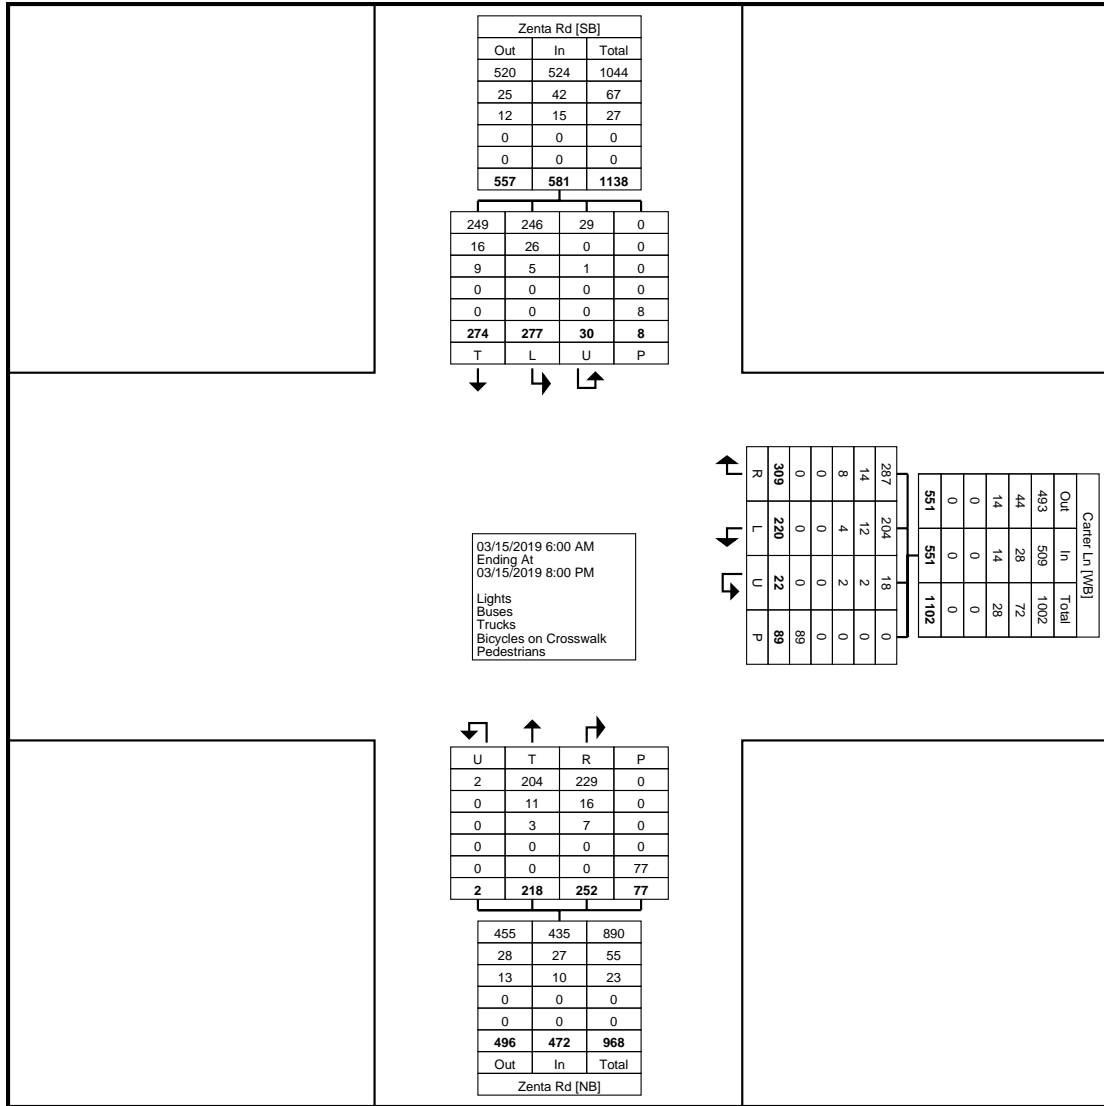 Zenta Rd [SB]
Out In Total
520 524 1044
25 42 67
12 15 27
0 0 0
0 0 0
557 581 1138
249 246 29 0
16 26 0 0
9 5 1 0
0 0 0 0
0 0 0 8
274 277 30 8
T L U P
Carter Ln [WB]
Out In Total
493 509 1002
44 28 72
14 14 28
0 0 0
0 0 0
551 551 1102
287 204 18 0
14 12 2 0
8 4 2 0
0 0 0 0
0 0 0 89
309 220 22 89
R L U P
03/15/2019 6:00 AM
Ending At
03/15/2019 8:00 PM
Lights
Buses
Trucks
Bicycles on Crosswalk
Pedestrians
U T R P
2 204 229 0
0 11 16 0
0 3 7 0
0 0 0 0
0 0 0 77
2 218 252 77
455 435 890
28 27 55
13 10 23
0 0 0
0 0 0
496 472 968
Out In Total
Zenta Rd [NB]